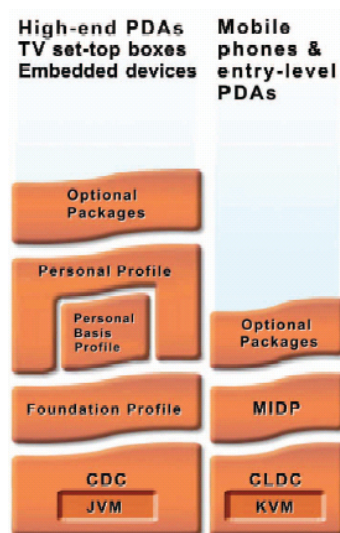 High-end PDAs
TV set-top boxes
Embedded devices
Optional
Packages
Personal Profile
Personal
Basis
Profile
Foundation Profile
CDC
JVM
Mobile
phones &
entry-level
PDAs
Optional
Packages
MIDP
CLDC
KVM